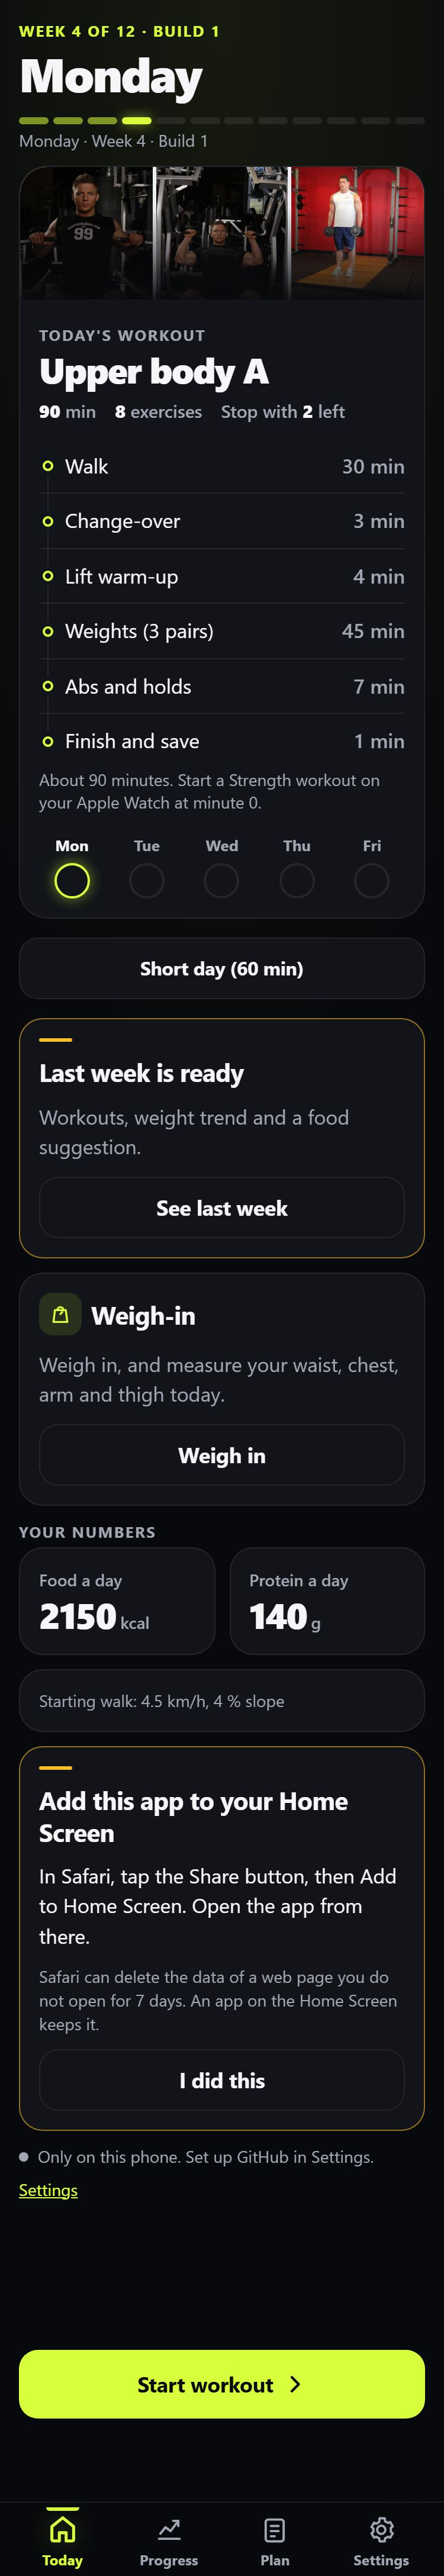 WEEK 4 OF 12 · BUILD 1
Monday
Monday · Week 4 · Build 1
99
TODAY'S WORKOUT
Upper body A
90 min 8 exercises Stop with 2 left
Walk 30 min
Change-over 3 min
Lift warm-up 4 min
Weights (3 pairs) 45 min
Abs and holds 7 min
Finish and save 1 min
About 90 minutes. Start a Strength workout on
your Apple Watch at minute 0.
Mon Tue Wed Thu Fri
Short day (60 min)
Last week is ready
Workouts, weight trend and a food
suggestion.
See last week
Weigh-in
Weigh in, and measure your waist, chest,
arm and thigh today.
Weigh in
YOUR NUMBERS
Food a day Protein a day
2150 kcal 140 g
Starting walk: 4.5 km/h, 4 % slope
Add this app to your Home
Screen
In Safari, tap the Share button, then Add
to Home Screen. Open the app from
there.
Safari can delete the data of a web page you do
not open for 7 days. An app on the Home Screen
keeps it.
I did this
Only on this phone. Set up GitHub in Settings.
Settings
Start workout
Today Progress Plan Settings